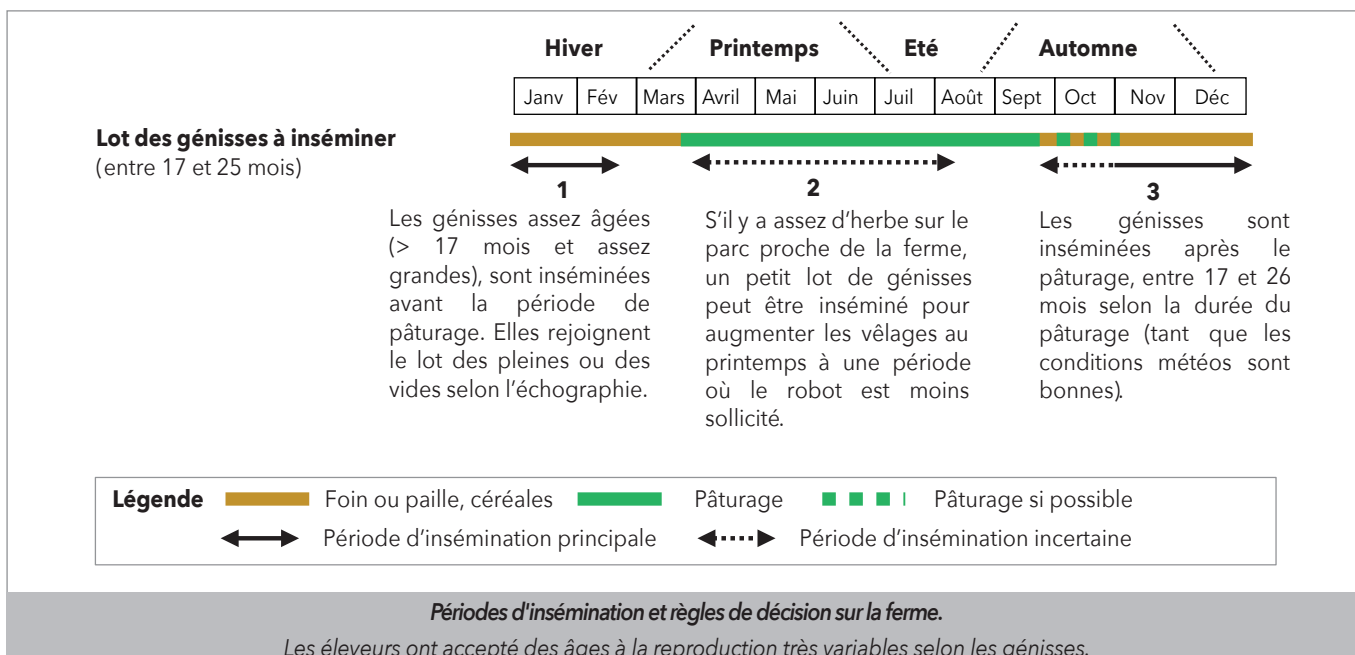 Hiver Printemps Eté Automne
Janv Fév Mars Avril Mai Juin Juil Août Sept Oct Nov Déc
Lot des génisses à inséminer
(entre 17 et 25 mois)
1
Les génisses assez âgées
(> 17 mois et assez
grandes), sont inséminées
avant la période de
pâturage. Elles rejoignent
le lot des pleines ou des
vides selon l'échographie.
2
S'il y a assez d'herbe sur le
parc proche de la ferme,
un petit lot de génisses
peut être inséminé pour
augmenter les vêlages au
printemps à une période
où le robot est moins
sollicité.
3
Les génisses sont
inséminées après le
pâturage, entre 17 et 26
mois selon la durée du
pâturage (tant que les
conditions météos sont
bonnes).
Légende Foin ou paille, céréales Pâturage Pâturage si possible
Période d'insémination principale Période d'insémination incertaine
Périodes d'insémination et règles de décision sur la ferme.
Les éleveurs ont accepté des âges à la reproduction très variables selon les génisses.